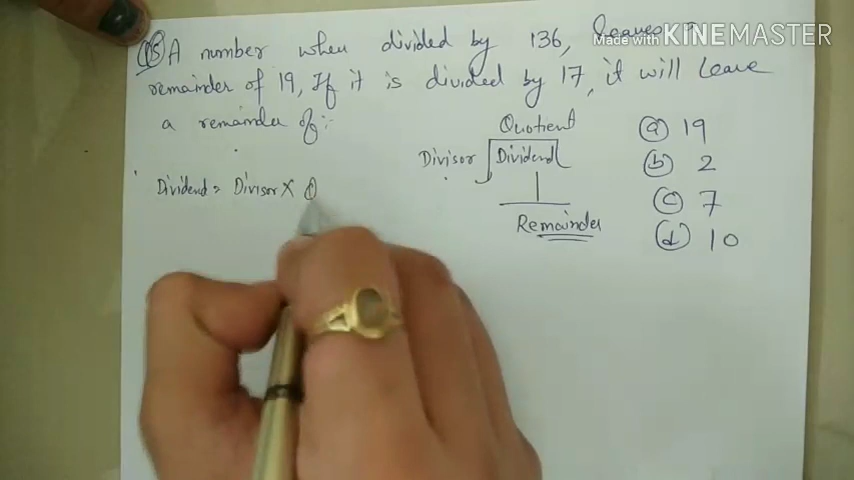 Q5 A number when divided by 136, leaves a
Made with KINEMASTER
remainder of 19, If it is divided by 17, it will leave
a remainder of :-
Quotient
Divisor Dividend
Remainder
(a) 19
(b) 2
(c) 7
(d) 10
Dividend = Divisor X